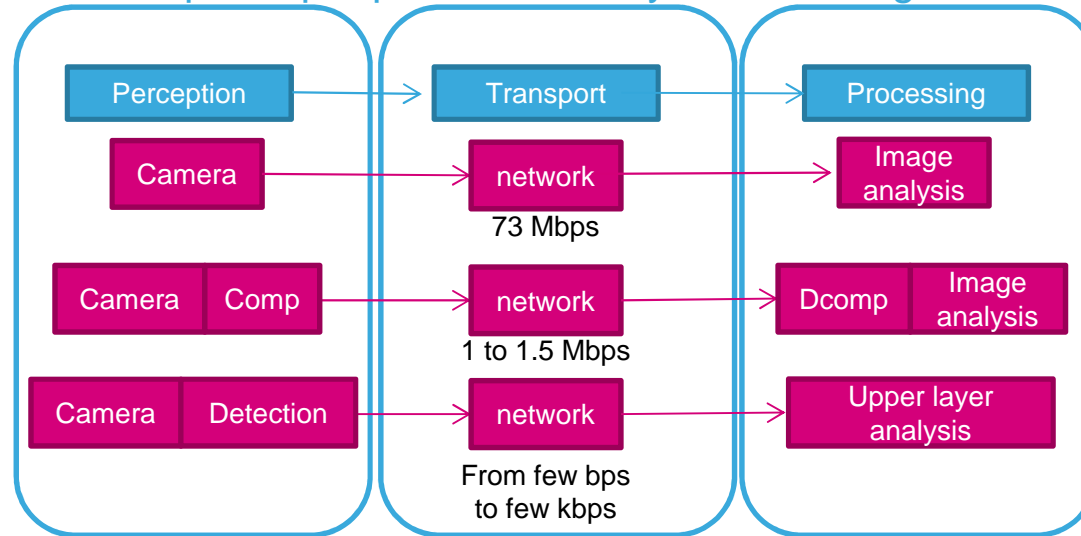 Perception
Transport
Processing
Camera
network
Image
analysis
73 Mbps
Camera
Comp
network
Dcomp
Image
analysis
1 to 1.5 Mbps
Camera
Detection
network
Upper layer
analysis
From few bps
to few kbps